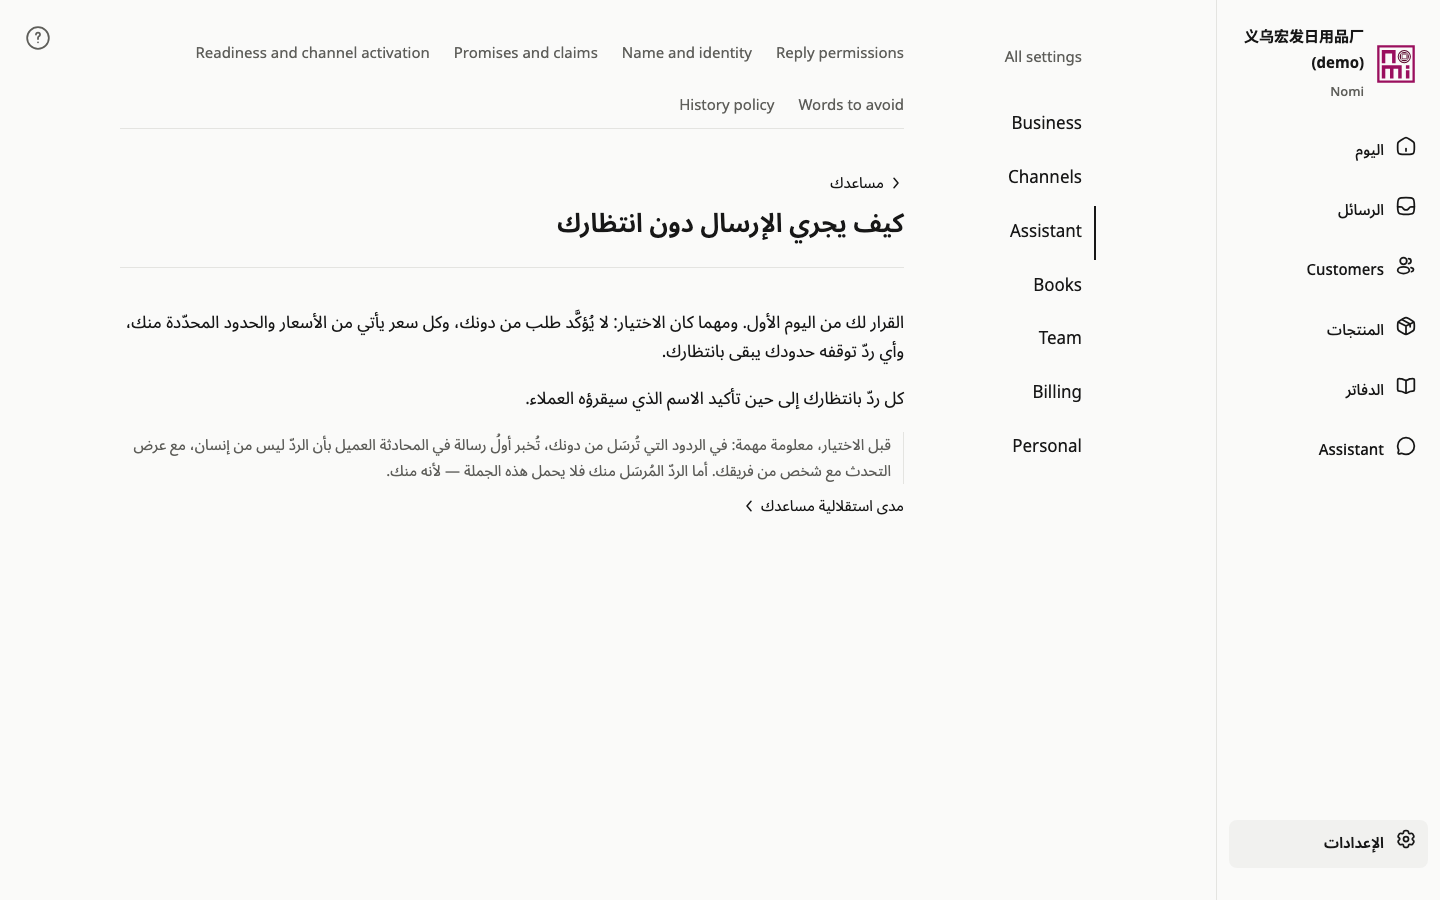 义乌宏发日用品厂
(demo)
Nomi
اليوم
الرسائل
Customers
المنتجات
الدفاتر
Assistant
الإعدادات
All settings
Business
Channels
Assistant
Books
Team
Billing
Personal
Reply permissions
Name and identity
Promises and claims
Readiness and channel activation
Words to avoid
History policy
مساعدك
كيف يجري الإرسال دون انتظارك
القرار لك من اليوم الأول. ومهما كان الاختيار: لا يُؤكَّد طلب من دونك، وكل سعر يأتي من الأسعار والحدود المحدّدة منك،
وأي ردّ توقفه حدودك يبقى بانتظارك.
كل ردّ بانتظارك إلى حين تأكيد الاسم الذي سيقرؤه العملاء.
قبل الاختيار، معلومة مهمة: في الردود التي تُرسَل من دونك، تُخبر أولُ رسالة في المحادثة العميل بأن الردّ ليس من إنسان، مع عرض
التحدث مع شخص من فريقك. أما الردّ المُرسَل منك فلا يحمل هذه الجملة — لأنه منك.
مدى استقلالية مساعدك